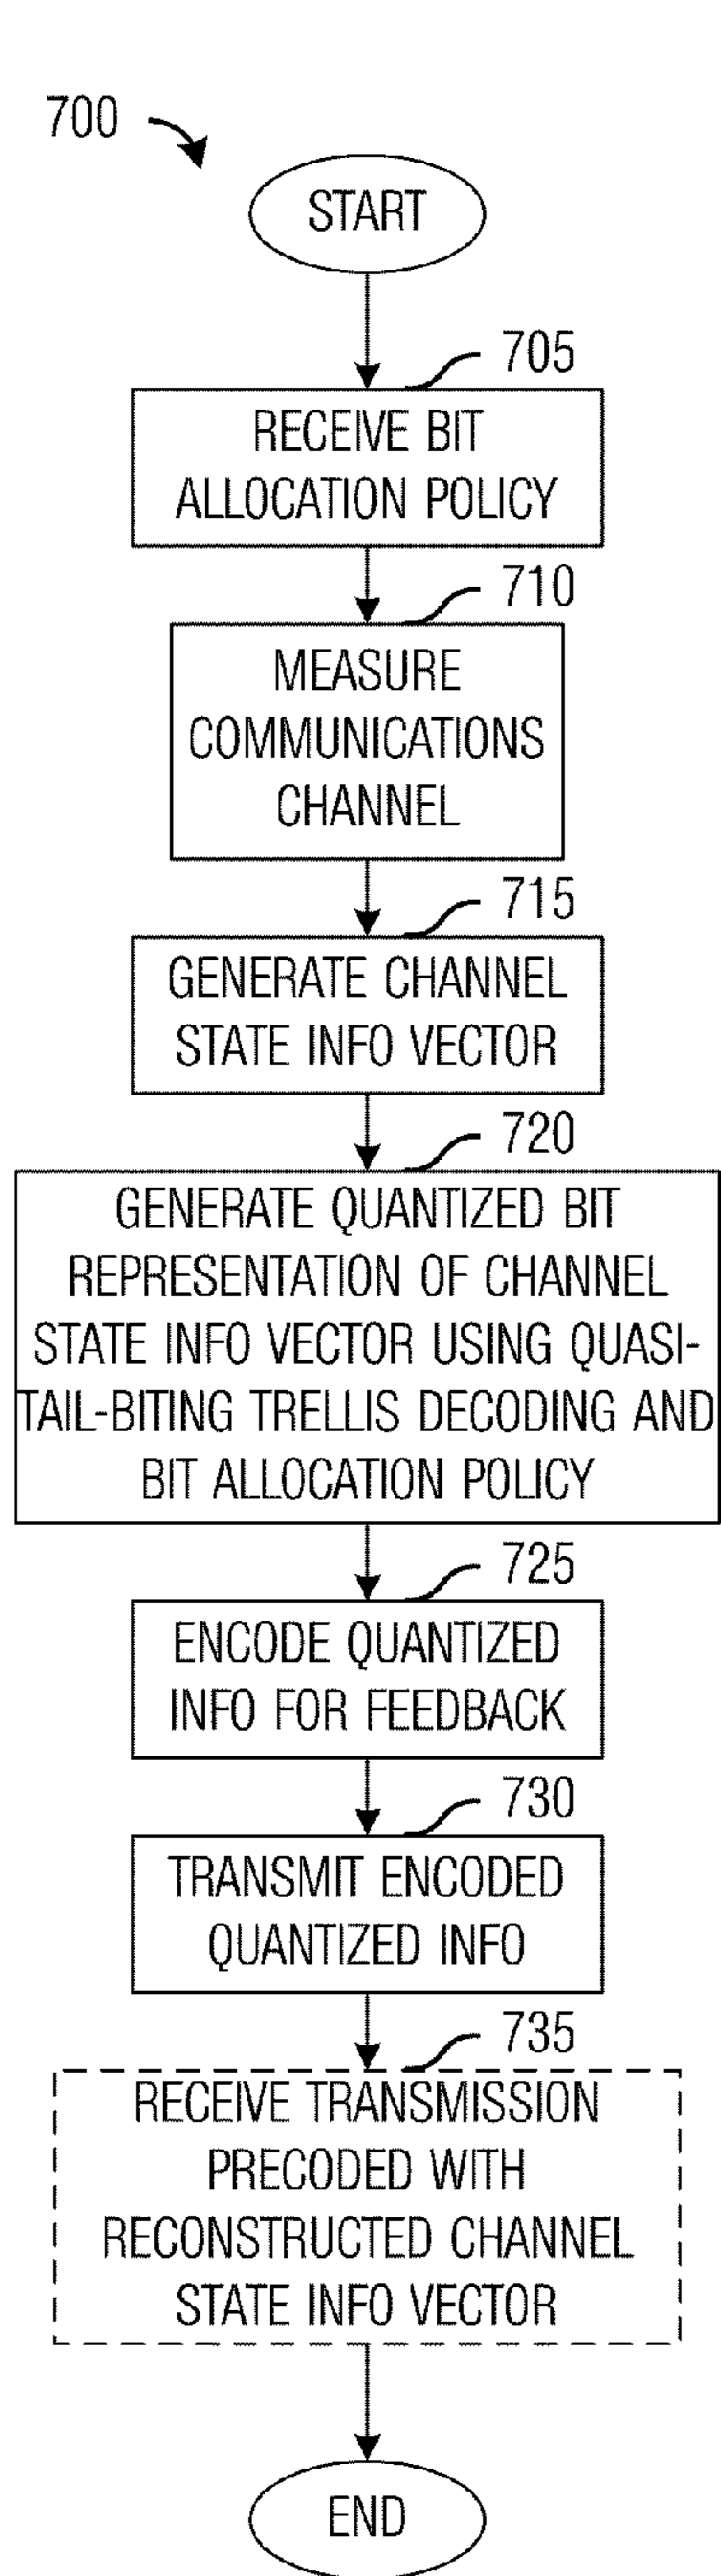 700
START
705
RECEIVE BIT
ALLOCATION POLICY
710
MEASURE
COMMUNICATIONS
CHANNEL
715
GENERATE CHANNEL
STATE INFO VECTOR
720
GENERATE QUANTIZED BIT
REPRESENTATION OF CHANNEL
STATE INFO VECTOR USING QUASI-
TAIL-BITING TRELLIS DECODING AND
BIT ALLOCATION POLICY
725
ENCODE QUANTIZED
INFO FOR FEEDBACK
730
TRANSMIT ENCODED
QUANTIZED INFO
735
RECEIVE TRANSMISSION
PRECODED WITH
RECONSTRUCTED CHANNEL
STATE INFO VECTOR
END